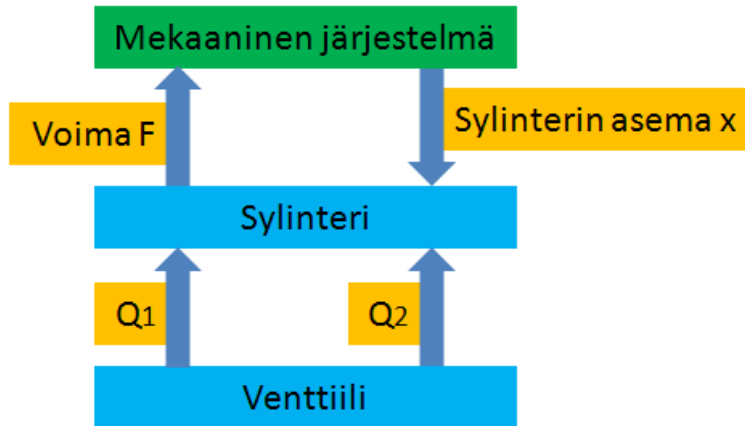 Mekaaninen järjestelmä
Voima F
Sylinterin asema x
Sylinteri
Q1
Q2
Venttiili